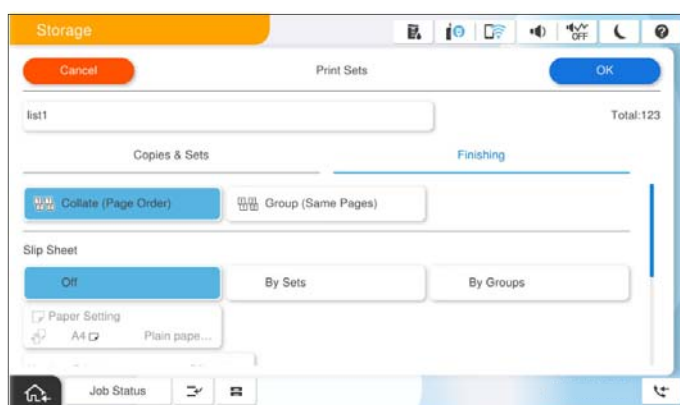 Storage
OFF
Cancel
Print Sets
OK
list1
Total:123
Copies & Sets
Finishing
Collate (Page Order)
Group (Same Pages)
Slip Sheet
Off
By Sets
By Groups
Paper Setting
A4
Plain pape...
Job Status